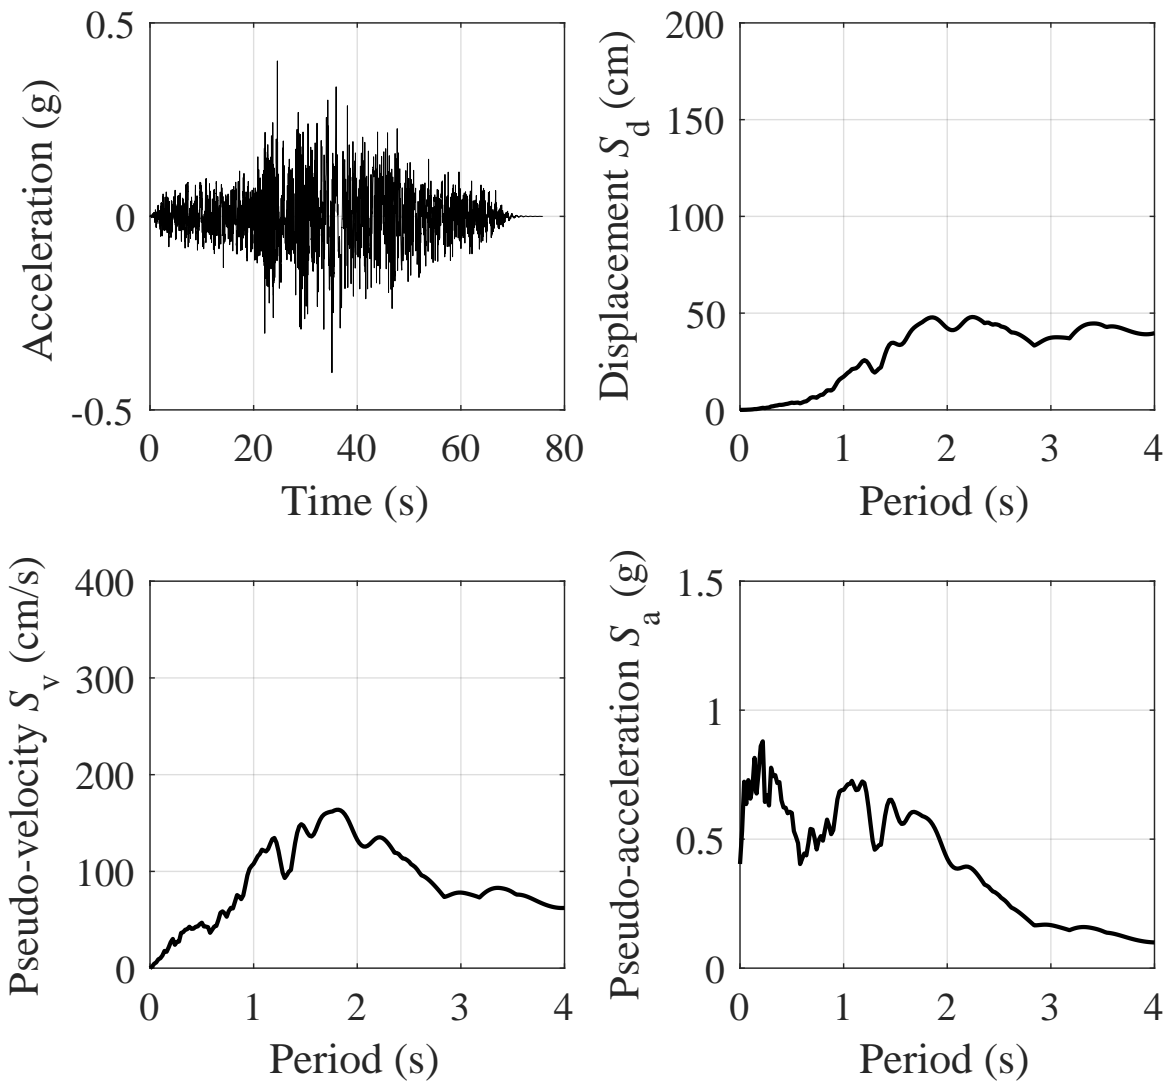 Acceleration (g)
0.5
0
-0.5
0 20 40 60 80
Time (s)
Displacement S_d (cm)
200
150
100
50
0
0 1 2 3 4
Period (s)
Pseudo-velocity S_v (cm/s)
400
300
200
100
0
0 1 2 3 4
Period (s)
Pseudo-acceleration S_a (g)
1.5
1
0.5
0
0 1 2 3 4
Period (s)